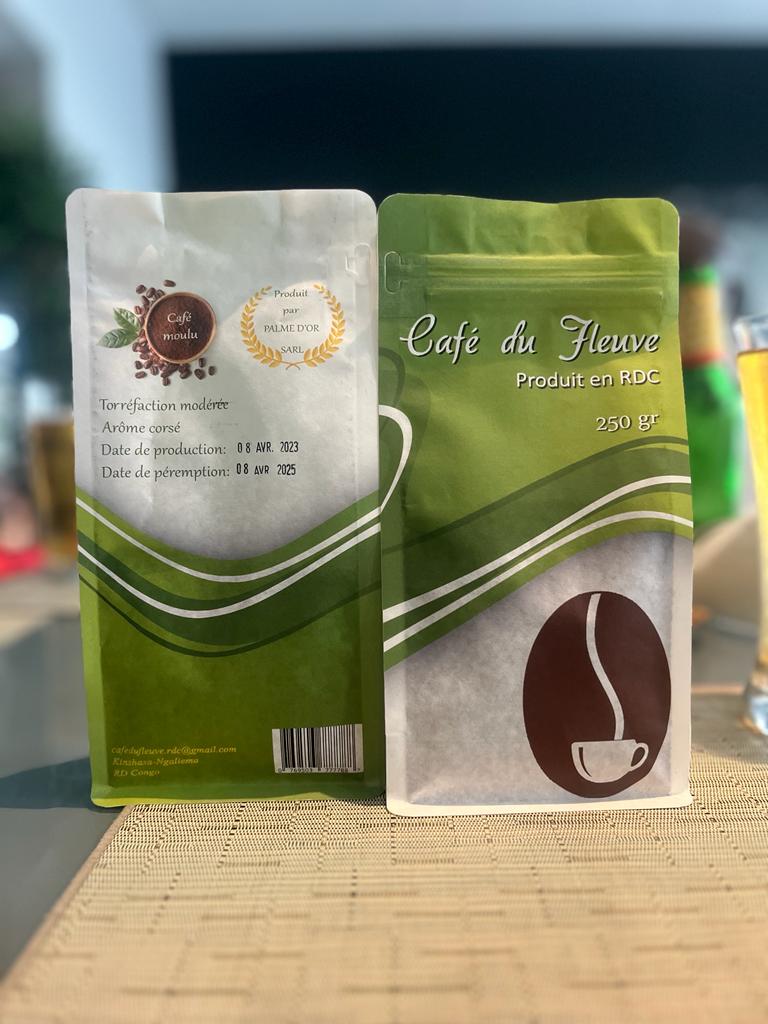 Café
moulu
Produit
par
PALME D'OR
SARL
Torréfaction modérée
Arôme corsé
Date de production: 08 AVR. 2023
Date de péremption: 08 AVR 2025
cafedufleuve.rdc@gmail.com
Kinshasa-Ngaliema
RD Congo
Café du Fleuve
Produit en RDC
250 gr